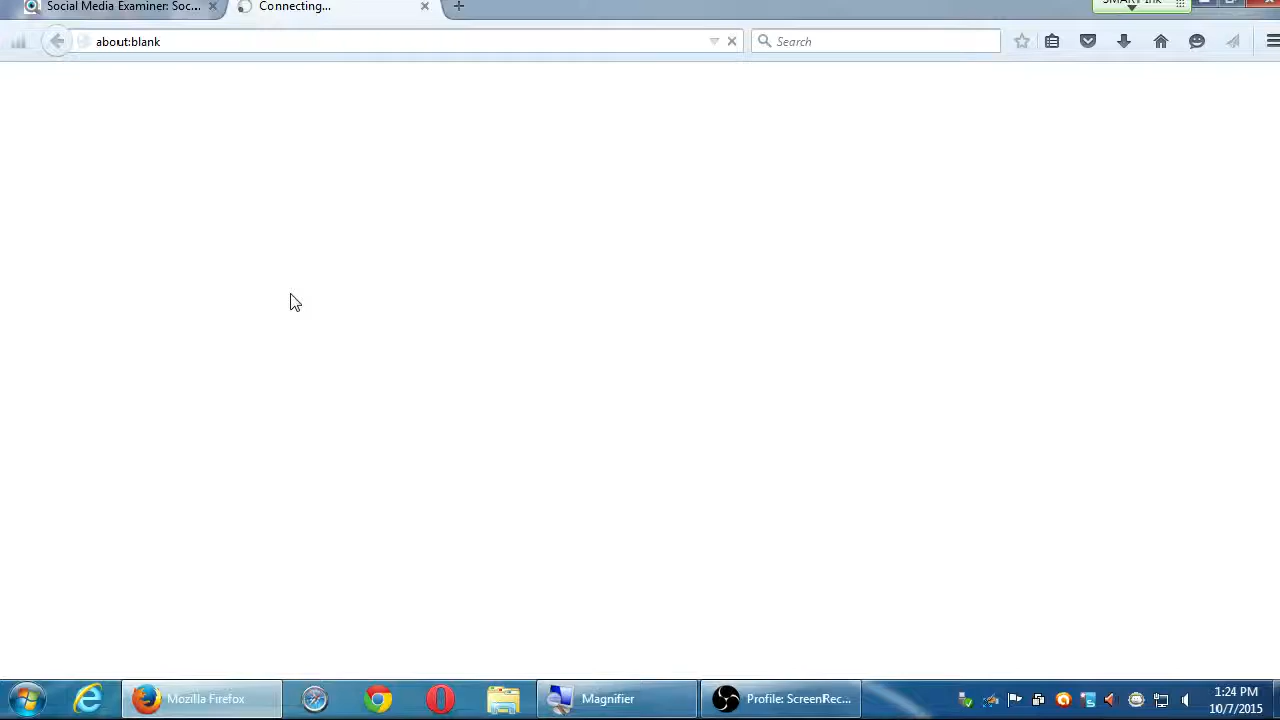 Social Media Examiner: Soc...
Connecting...
about:blank
Search
Mozilla Firefox
Magnifier
Profile: ScreenRec...
1:24 PM
10/7/2015